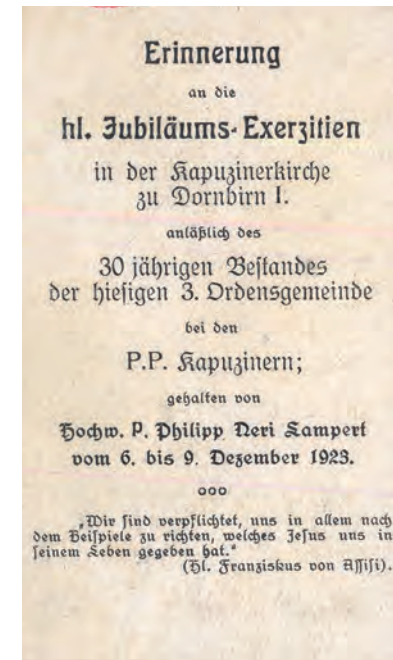 Erinnerung
an die
hl. Jubiläums-Exerzitien
in der Kapuzinerkirche
zu Dornbirn I.
anläßlich des
30 jährigen Bestandes
der hiesigen 3. Ordensgemeinde
bei den
P.P. Kapuzinern;
gehalten von
Hochw. P. Philipp Neri Lampert
vom 6. bis 9. Dezember 1923.
ooo
„Wir sind verpflichtet, uns in allem nach
dem Beispiele zu richten, welches Jesus uns in
seinem Leben gegeben hat.“
(Hl. Franziskus von Assisi).